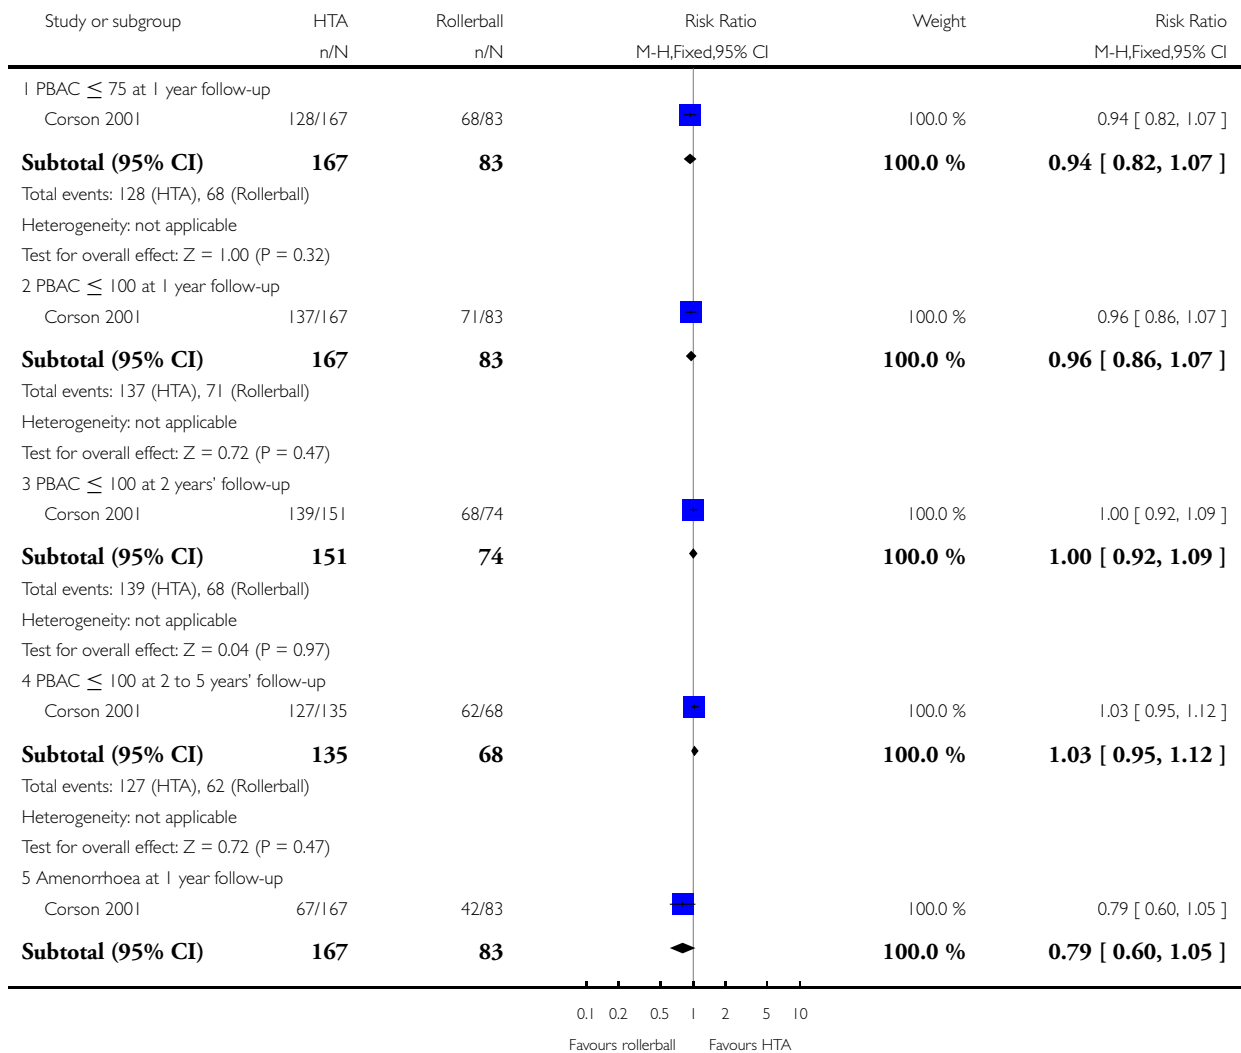 Study or subgroup HTA Rollerball Risk Ratio Weight Risk Ratio
n/N n/N M-H,Fixed,95% CI M-H,Fixed,95% CI
1 PBAC ≤ 75 at 1 year follow-up
Corson 2001 128/167 68/83 100.0 % 0.94 [ 0.82, 1.07 ]
Subtotal (95% CI) 167 83 100.0 % 0.94 [ 0.82, 1.07 ]
Total events: 128 (HTA), 68 (Rollerball)
Heterogeneity: not applicable
Test for overall effect: Z = 1.00 (P = 0.32)
2 PBAC ≤ 100 at 1 year follow-up
Corson 2001 137/167 71/83 100.0 % 0.96 [ 0.86, 1.07 ]
Subtotal (95% CI) 167 83 100.0 % 0.96 [ 0.86, 1.07 ]
Total events: 137 (HTA), 71 (Rollerball)
Heterogeneity: not applicable
Test for overall effect: Z = 0.72 (P = 0.47)
3 PBAC ≤ 100 at 2 years' follow-up
Corson 2001 139/151 68/74 100.0 % 1.00 [ 0.92, 1.09 ]
Subtotal (95% CI) 151 74 100.0 % 1.00 [ 0.92, 1.09 ]
Total events: 139 (HTA), 68 (Rollerball)
Heterogeneity: not applicable
Test for overall effect: Z = 0.04 (P = 0.97)
4 PBAC ≤ 100 at 2 to 5 years' follow-up
Corson 2001 127/135 62/68 100.0 % 1.03 [ 0.95, 1.12 ]
Subtotal (95% CI) 135 68 100.0 % 1.03 [ 0.95, 1.12 ]
Total events: 127 (HTA), 62 (Rollerball)
Heterogeneity: not applicable
Test for overall effect: Z = 0.72 (P = 0.47)
5 Amenorrhoea at 1 year follow-up
Corson 2001 67/167 42/83 100.0 % 0.79 [ 0.60, 1.05 ]
Subtotal (95% CI) 167 83 100.0 % 0.79 [ 0.60, 1.05 ]
0.1 0.2 0.5 1 2 5 10
Favours rollerball Favours HTA